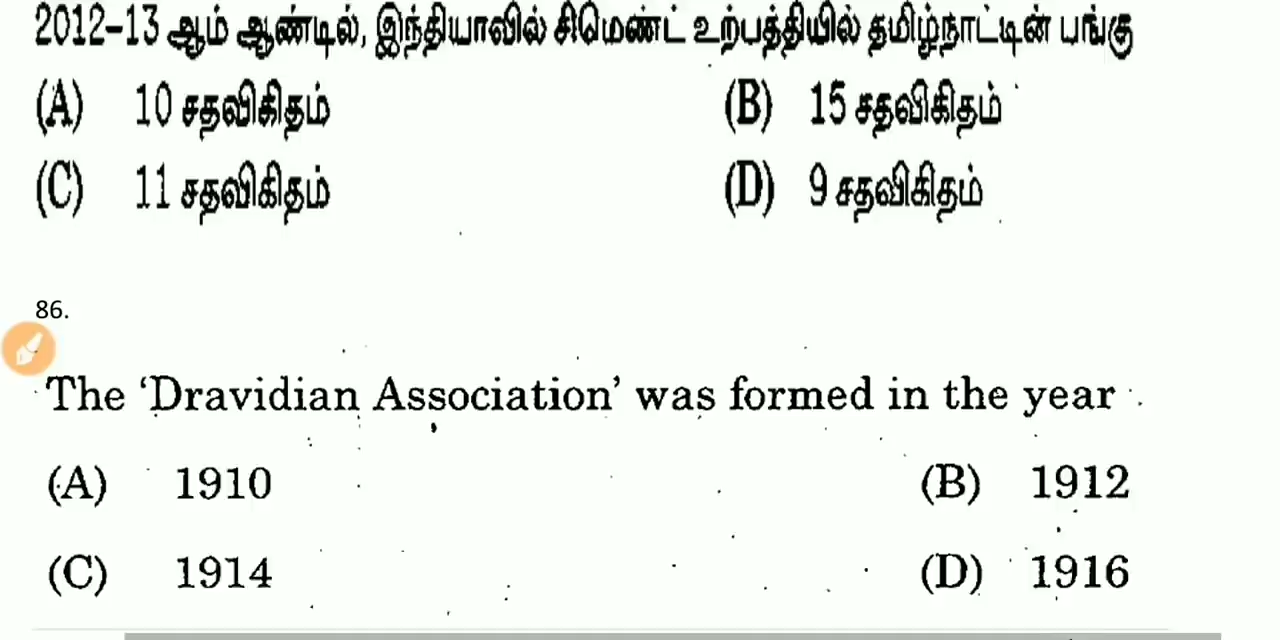 2012–13 ஆம் ஆண்டில், இந்தியாவில் சிமெண்ட் உற்பத்தியில் தமிழ்நாட்டின் பங்கு
(A) 10 சதவிகிதம் (B) 15 சதவிகிதம்
(C) 11 சதவிகிதம் (D) 9 சதவிகிதம்
86.
The ‘Dravidian Association’ was formed in the year
(A) 1910 (B) 1912
(C) 1914 (D) 1916